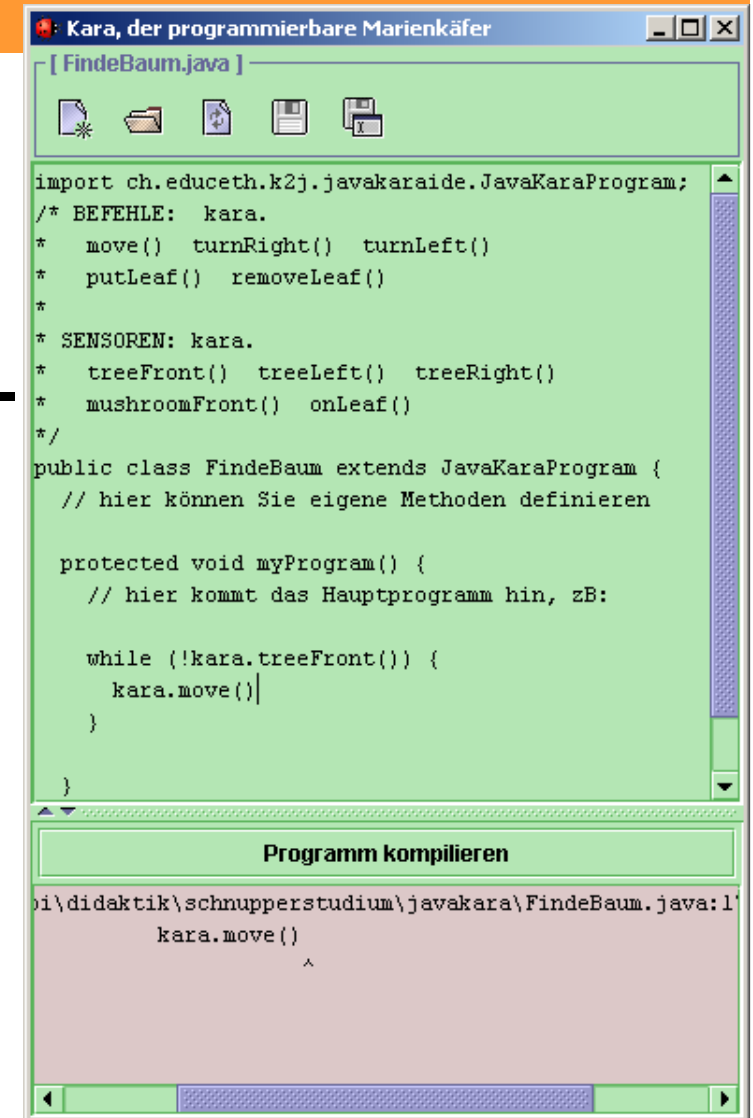 Kara, der programmierbare Marienkäfer
[ FindeBaum.java ]
import ch.educeth.k2j.javakaraide.JavaKaraProgram;
/* BEFEHLE:  kara.
*   move()  turnRight()  turnLeft()
*   putLeaf()  removeLeaf()
*
* SENSOREN: kara.
*   treeFront()  treeLeft()  treeRight()
*   mushroomFront()  onLeaf()
*/
public class FindeBaum extends JavaKaraProgram {
  // hier können Sie eigene Methoden definieren
  protected void myProgram() {
    // hier kommt das Hauptprogramm hin, zB:
    while (!kara.treeFront()) {
      kara.move()
    }
  }
Programm kompilieren
\didaktik\schnupperstudium\javakara\FindeBaum.java:1
kara.move()
^